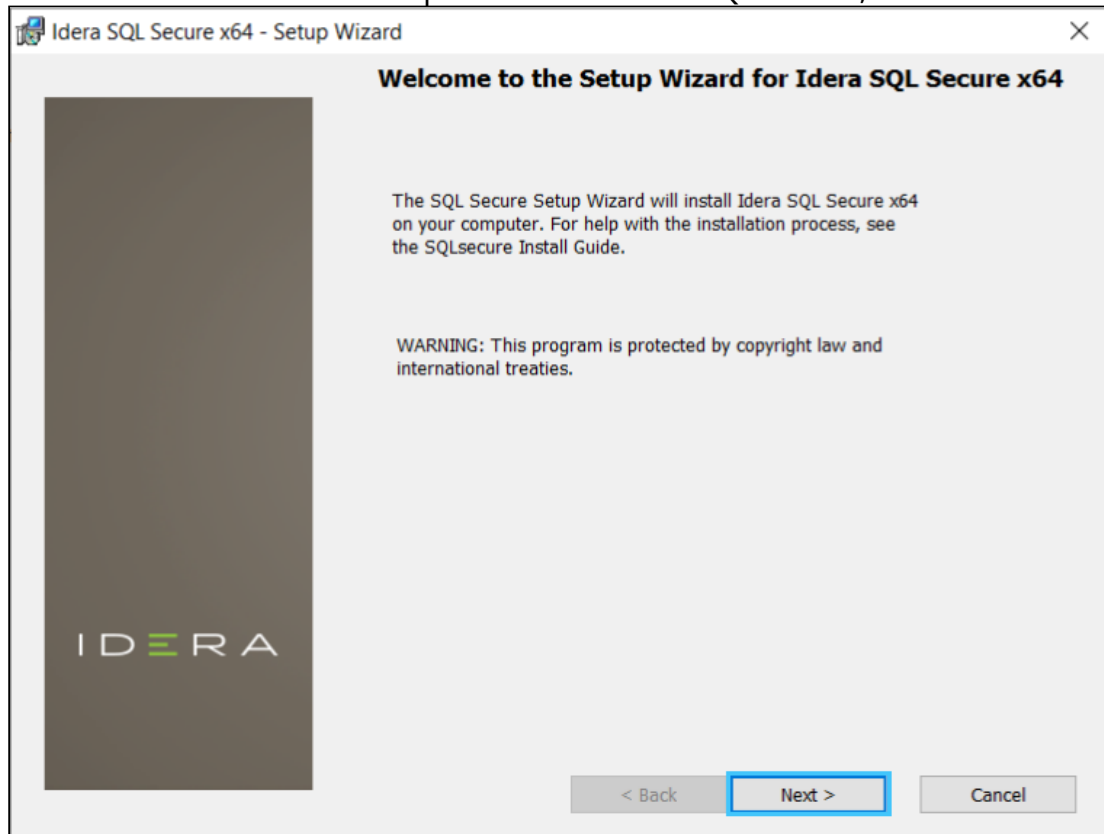 Idera SQL Secure x64 - Setup Wizard
Welcome to the Setup Wizard for Idera SQL Secure x64
The SQL Secure Setup Wizard will install Idera SQL Secure x64
on your computer. For help with the installation process, see
the SQLsecure Install Guide.
WARNING: This program is protected by copyright law and
international treaties.
IDERA
< Back Next > Cancel